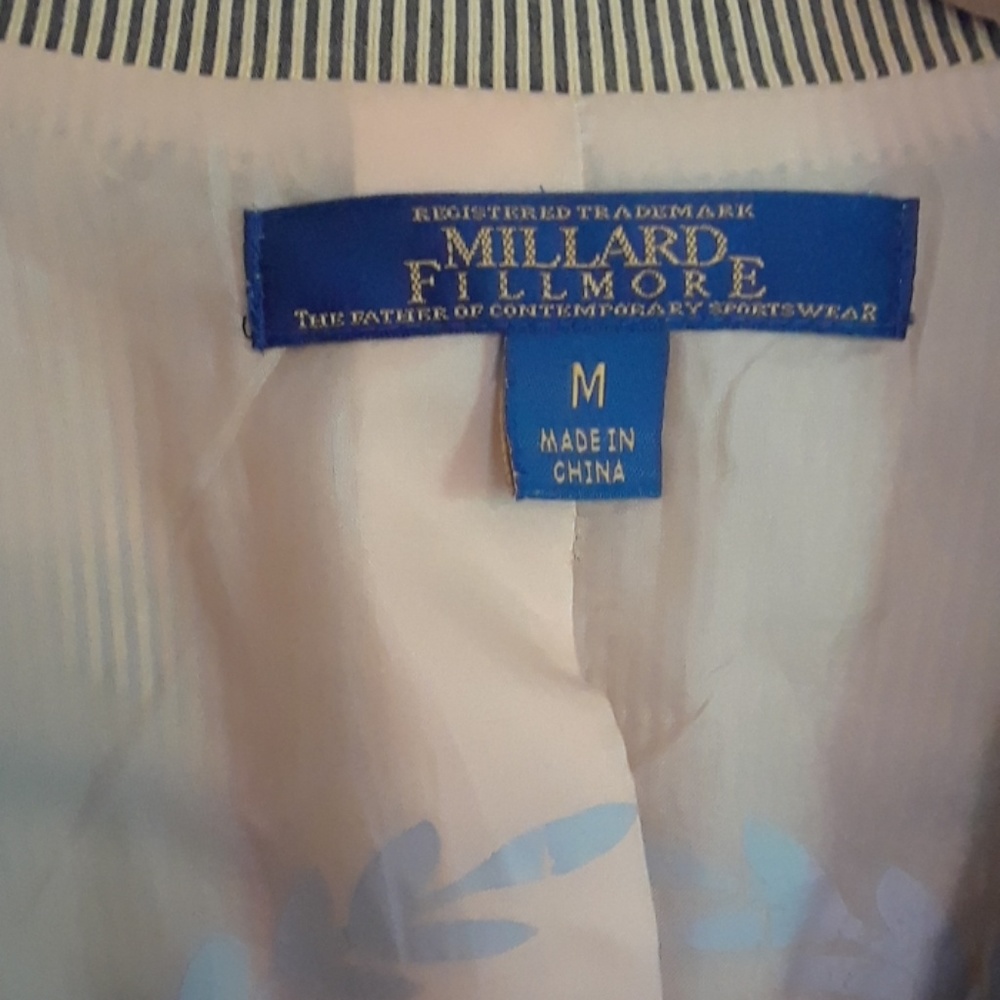 REGISTERED TRADEMARK
MILLARD
FILLMORE
THE FATHER OF CONTEMPORARY SPORTSWEAR
M
MADE IN
CHINA